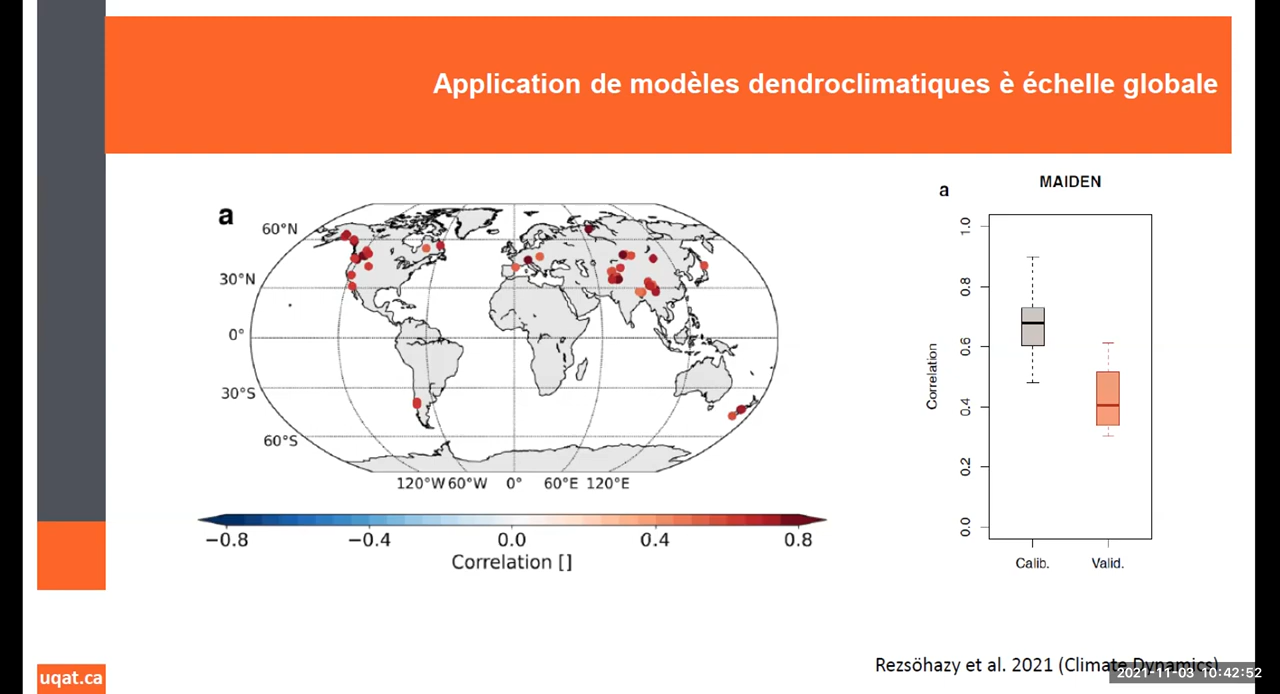 Application de modèles dendroclimatiques è échelle globale
a
60°N
30°N
0°
30°S
60°S
120°W 60°W 0° 60°E 120°E
−0.8 −0.4 0.0 0.4 0.8
Correlation []
a
MAIDEN
Correlation
1.0
0.8
0.6
0.4
0.2
0.0
Calib. Valid.
Rezsöhazy et al. 2021 (Climate Dynamics)
2021-11-03 10:42:52
uqat.ca